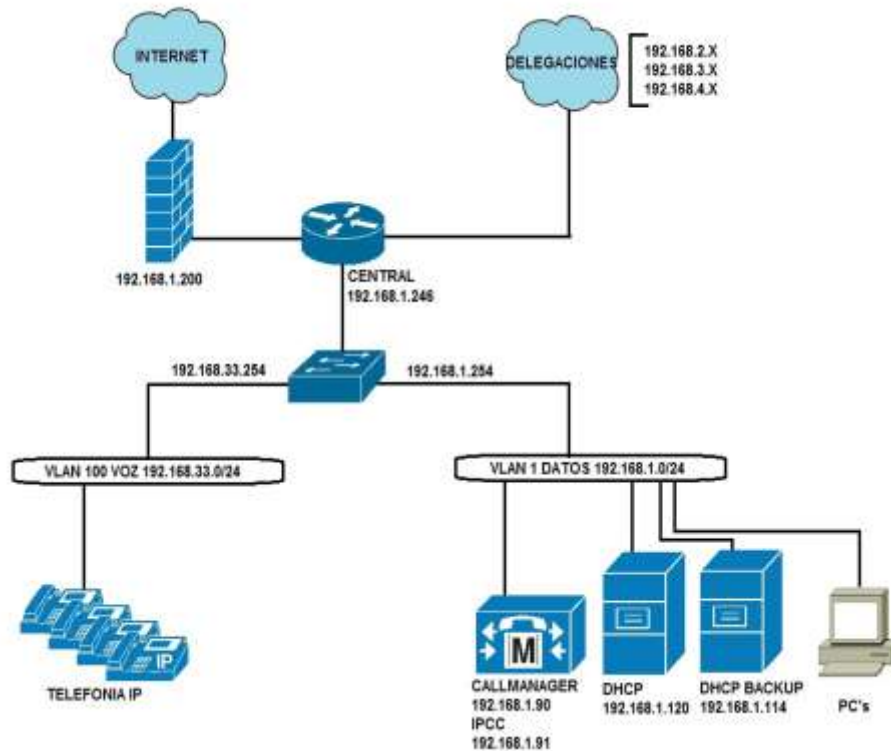 INTERNET
DELEGACIONES
192.168.2.X
192.168.3.X
192.168.4.X
192.168.1.200
CENTRAL
192.168.1.246
192.168.33.254
192.168.1.254
VLAN 100 VOZ 192.168.33.0/24
VLAN 1 DATOS 192.168.1.0/24
IP
M
TELEFONIA IP
CALLMANAGER
192.168.1.90
IPCC
192.168.1.91
DHCP
192.168.1.120
DHCP BACKUP
192.168.1.114
PC's